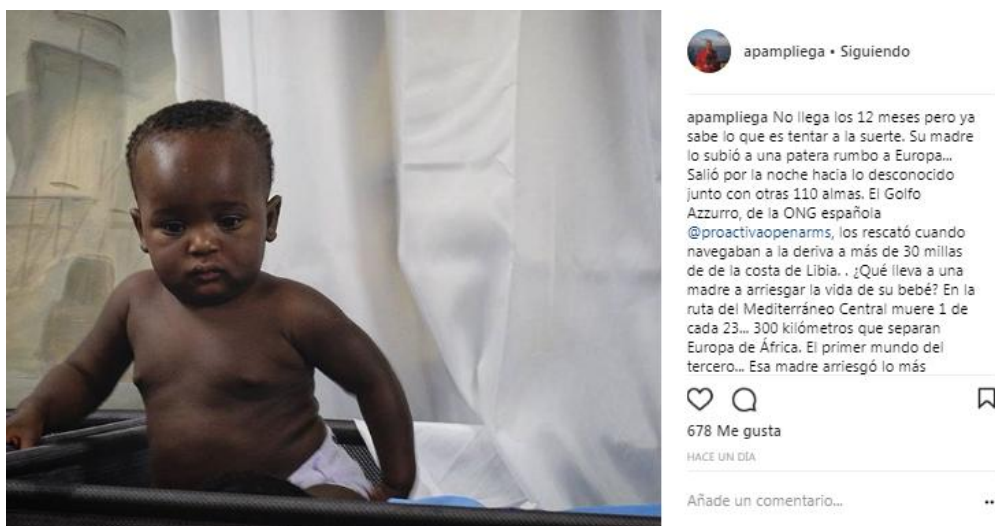 apampliega • Siguiendo
apampliega No llega los 12 meses pero ya
sabe lo que es tentar a la suerte. Su madre
lo subió a una patera rumbo a Europa...
Salió por la noche hacia lo desconocido
junto con otras 110 almas. El Golfo
Azzurro, de la ONG española
@proactivaopenarms, los rescató cuando
navegaban a la deriva a más de 30 millas
de de la costa de Libia. . ¿Qué lleva a una
madre a arriesgar la vida de su bebé? En la
ruta del Mediterráneo Central muere 1 de
cada 23... 300 kilómetros que separan
Europa de África. El primer mundo del
tercero... Esa madre arriesgó lo más
678 Me gusta
HACE UN DÍA
Añade un comentario...